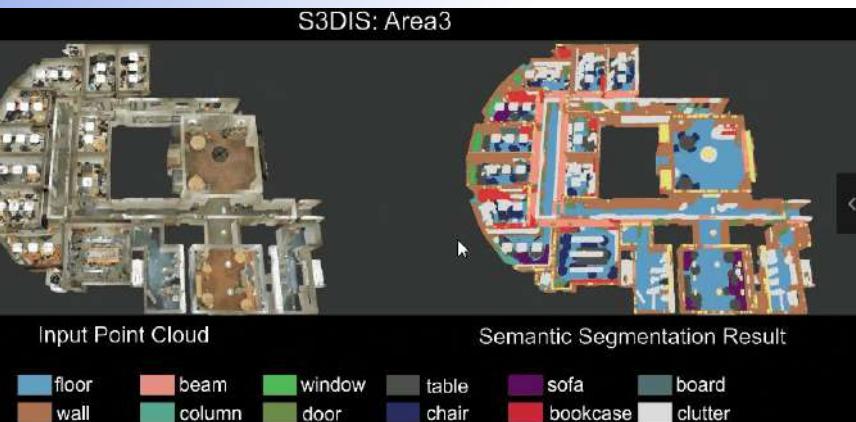 S3DIS: Area3
Input Point Cloud
Semantic Segmentation Result
floor beam window table sofa board
wall column door chair bookcase clutter